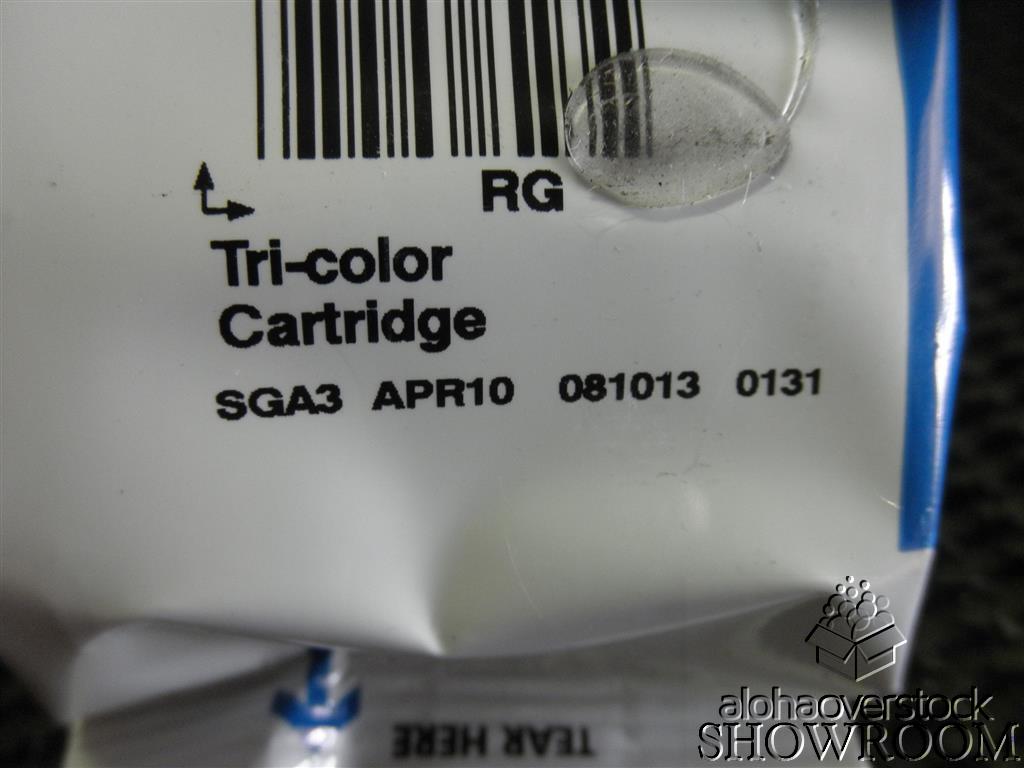 RG
Tri-color
Cartridge
SGA3 APR10 081013 0131
TEAR HERE
alohaoverstock
SHOWROOM